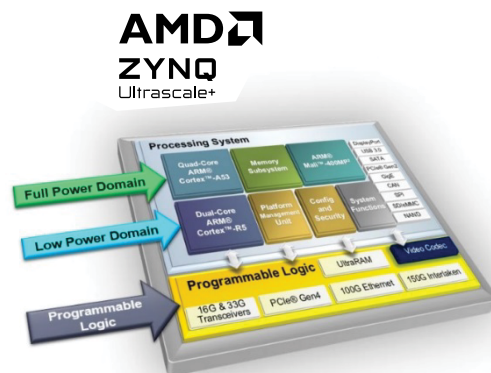 AMD
ZYNQ
Ultrascale+
Processing System
Quad-Core
ARM®
Cortex™-A53
Memory
Subsystem
ARM®
Mali™-400MP²
DisplayPort
USB 3.0
SATA
PCIe® Gen2
GigE
CAN
SPI
SD/eMMC
NAND
Full Power Domain
Dual-Core
ARM®
Cortex™-R5
Platform
Management
Unit
Config
and
Security
System
Functions
Low Power Domain
Programmable Logic
UltraRAM
Video Codec
16G & 33G
Transceivers
PCIe® Gen4
100G Ethernet
150G Interlaken
Programmable
Logic